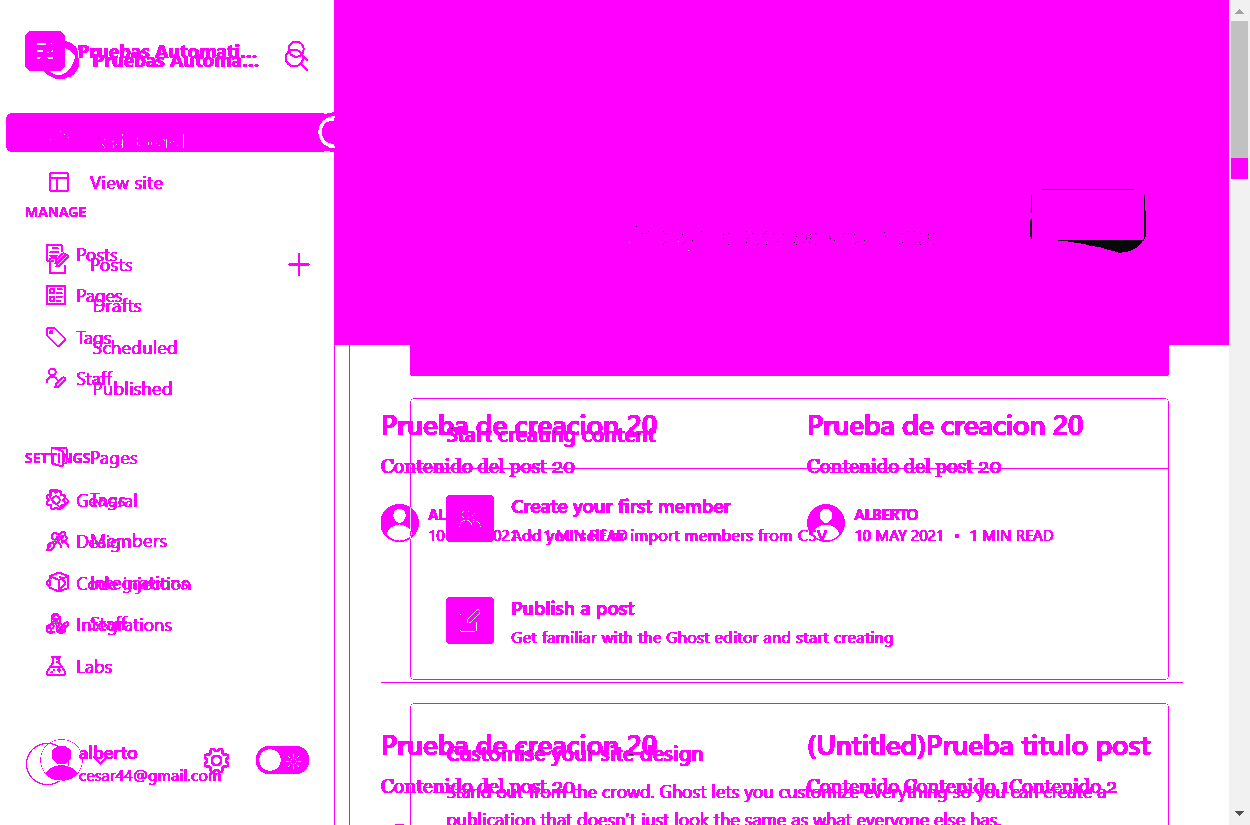 Pruebas Automati...
Pruebas Automa...
View site
MANAGE
Posts
Posts
Pages
Drafts
Tags
Scheduled
Staff
Published
SETTINGS
Pages
General
Tags
Design
Members
Code injection
Integrations
Integrations
Staff
Labs
alberto
cesar44@gmail.com
Prueba de creacion 20
Prueba de creacion 20
Start creating content
Contenido del post 20
Contenido del post 20
Create your first member
ALBERTO
10 MAY 2021 • 1 MIN READ
Add yourself or import members from CSV
10 MAY 2021 • 1 MIN READ
Publish a post
Get familiar with the Ghost editor and start creating
Prueba de creacion 20
(Untitled)Prueba titulo post
Customise your site design
Contenido del post 20
Contenido Contenido 1Contenido 2
Stand out from the crowd. Ghost lets you customize everything so you can create a
publication that doesn't just look the same as what everyone else has.